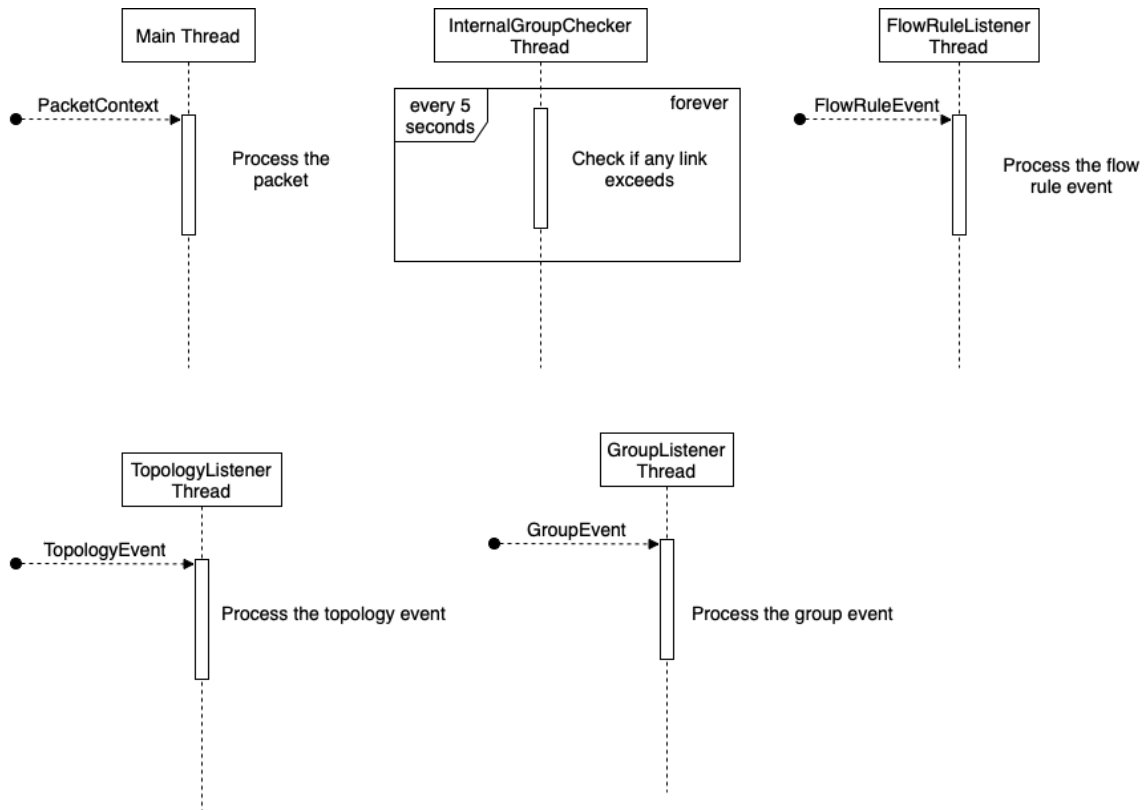 Main Thread
InternalGroupChecker
Thread
FlowRuleListener
Thread
PacketContext
Process the
packet
every 5
seconds
forever
Check if any link
exceeds
FlowRuleEvent
Process the flow
rule event
TopologyListener
Thread
GroupListener
Thread
TopologyEvent
Process the topology event
GroupEvent
Process the group event